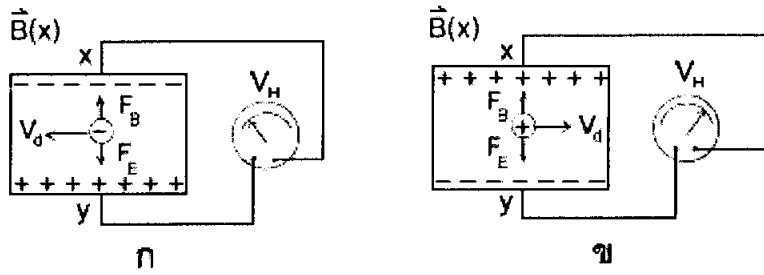 B(x)
x
V_H
− − − − − − −
F_B
V_d −
F_E
+ + + + + + +
y
ก
B(x)
x
V_H
+ + + + + + +
F_B
+ V_d
F_E
− − − − − − −
y
ข